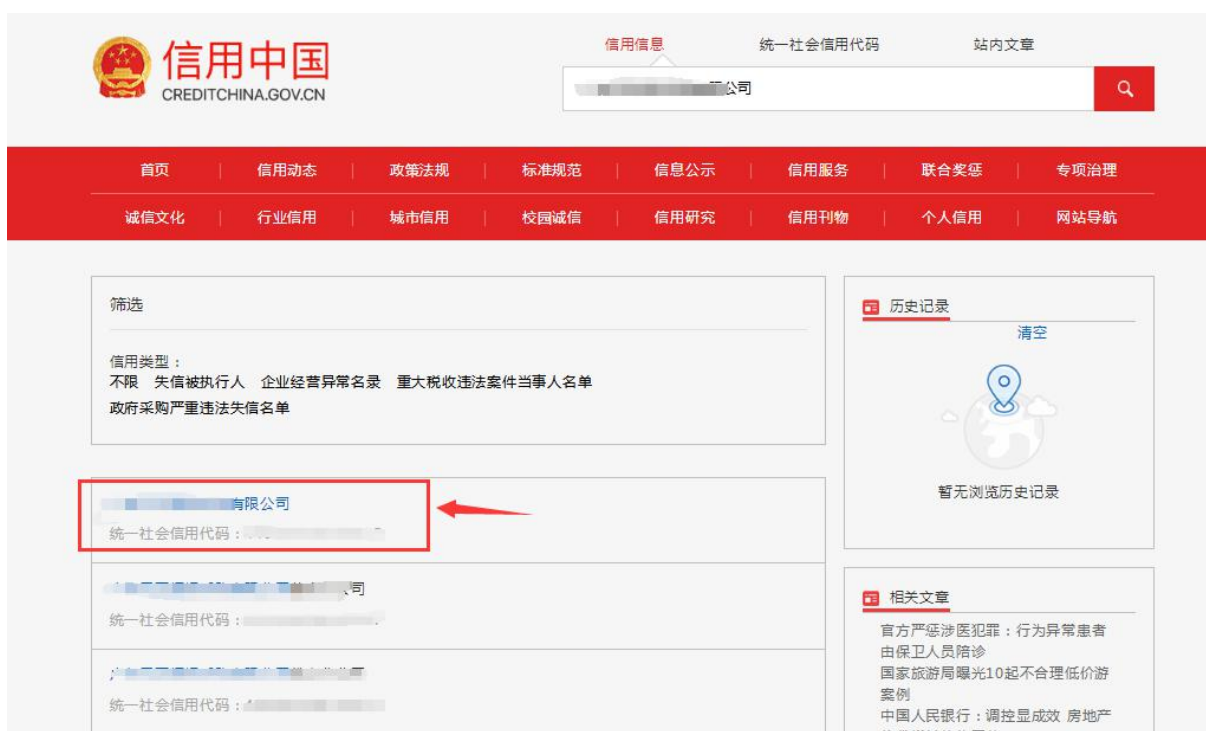 信用信息 统一社会信用代码 站内文章
信用中国
CREDITCHINA.GOV.CN
公司
首页 信用动态 政策法规 标准规范 信息公示 信用服务 联合奖惩 专项治理
诚信文化 行业信用 城市信用 校园诚信 信用研究 信用刊物 个人信用 网站导航
筛选
信用类型：
不限 失信被执行人 企业经营异常名录 重大税收违法案件当事人名单
政府采购严重违法失信名单
有限公司
统一社会信用代码：
司
统一社会信用代码：
统一社会信用代码：
历史记录
清空
暂无浏览历史记录
相关文章
官方严惩涉医犯罪：行为异常患者
由保卫人员陪诊
国家旅游局曝光10起不合理低价游
案例
中国人民银行：调控显成效 房地产